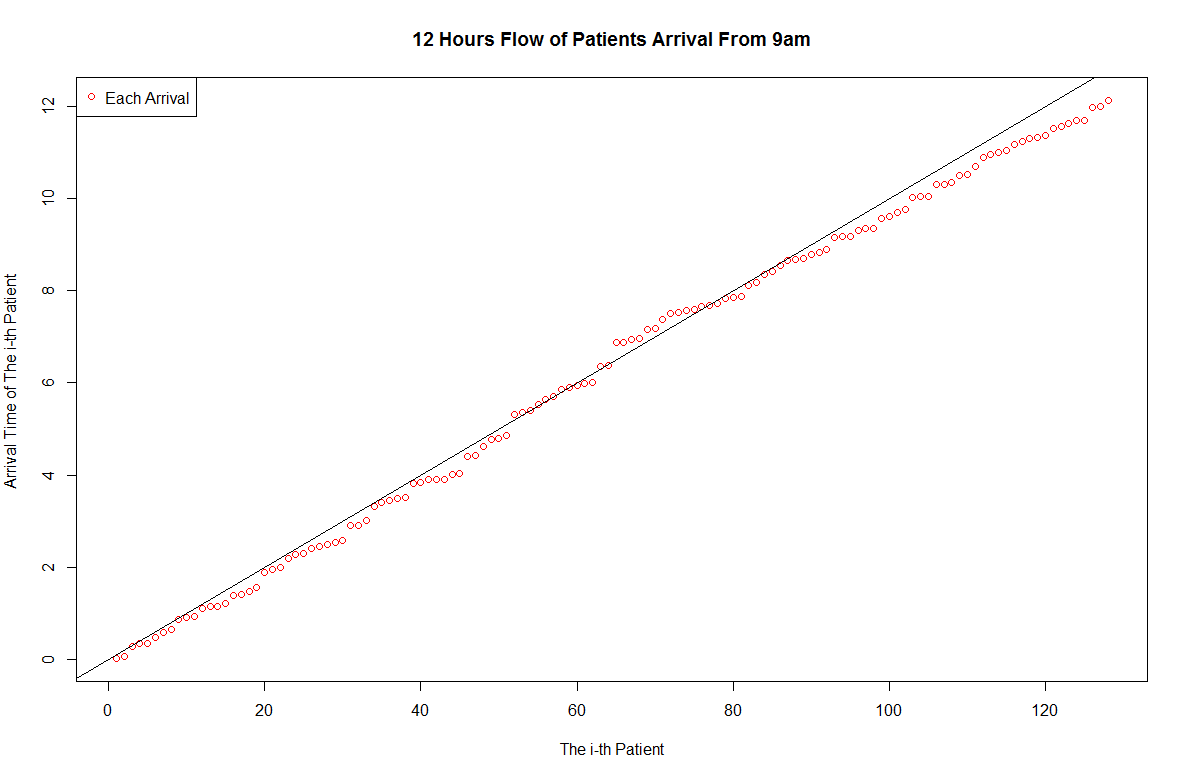 12 Hours Flow of Patients Arrival From 9am
Each Arrival
Arrival Time of The i-th Patient
12
10
8
6
4
2
0
0 20 40 60 80 100 120
The i-th Patient